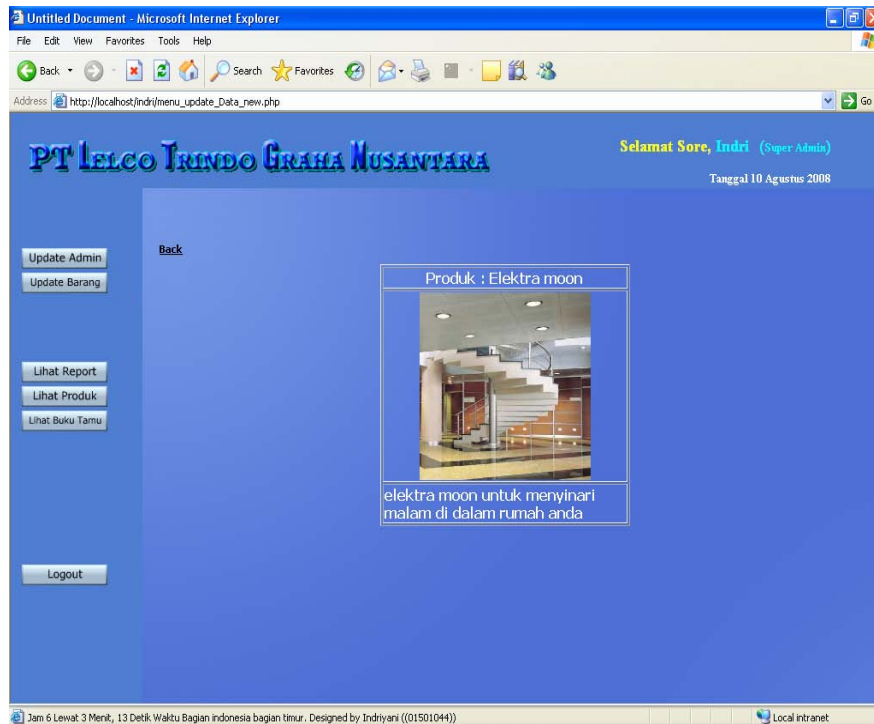 Untitled Document - Microsoft Internet Explorer
File Edit View Favorites Tools Help
Back Search Favorites
Address http://localhost/indri/menu_update_Data_new.php Go
PT Lelco Trindo Graha Nusantara
Selamat Sore, Indri (Super Admin)
Tanggal 10 Agustus 2008
Back
Update Admin
Update Barang
Lihat Report
Lihat Produk
Lihat Buku Tamu
Logout
Produk : Elektra moon
elektra moon untuk menyinari
malam di dalam rumah anda
Jam 6 Lewat 3 Menit, 13 Detik Waktu Bagian indonesia bagian timur. Designed by Indriyani ((01501044)) Local intranet